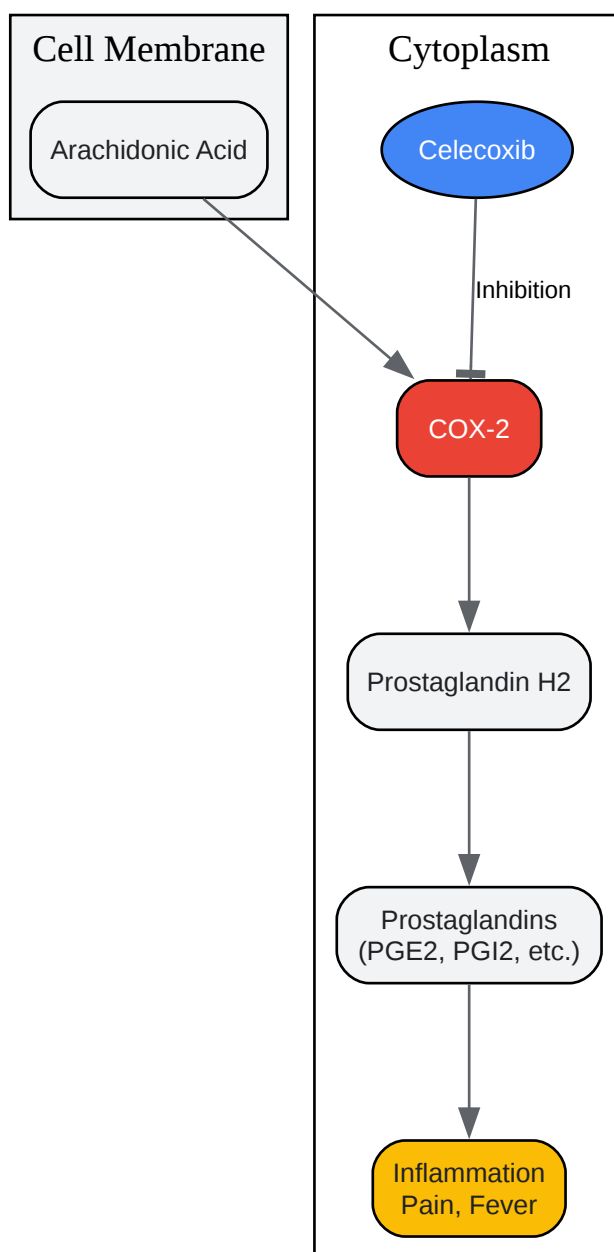 Cell Membrane
Arachidonic Acid
Cytoplasm
Celecoxib
Inhibition
COX-2
Prostaglandin H2
Prostaglandins
(PGE2, PGI2, etc.)
Inflammation
Pain, Fever